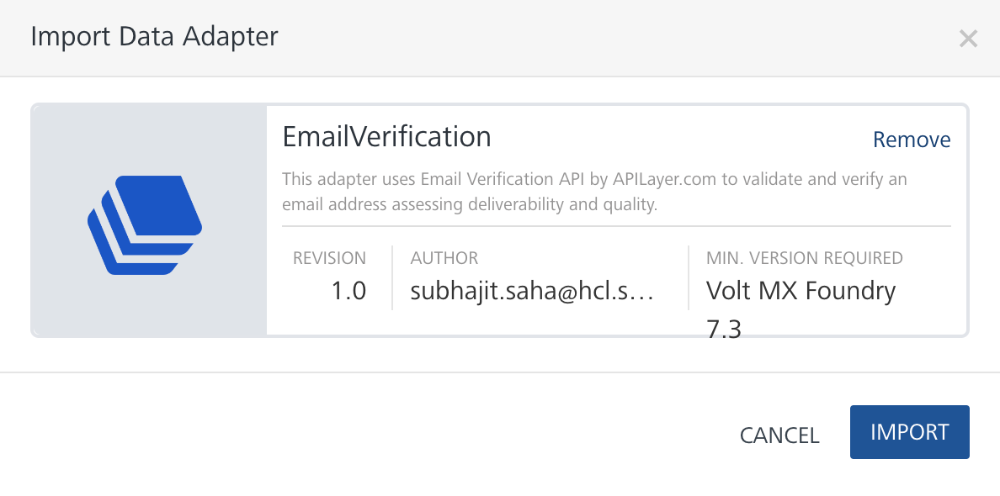 Import Data Adapter
EmailVerification
Remove
This adapter uses Email Verification API by APILayer.com to validate and verify an
email address assessing deliverability and quality.
REVISION
1.0
AUTHOR
subhajit.saha@hcl.s...
MIN. VERSION REQUIRED
Volt MX Foundry
7.3
CANCEL
IMPORT